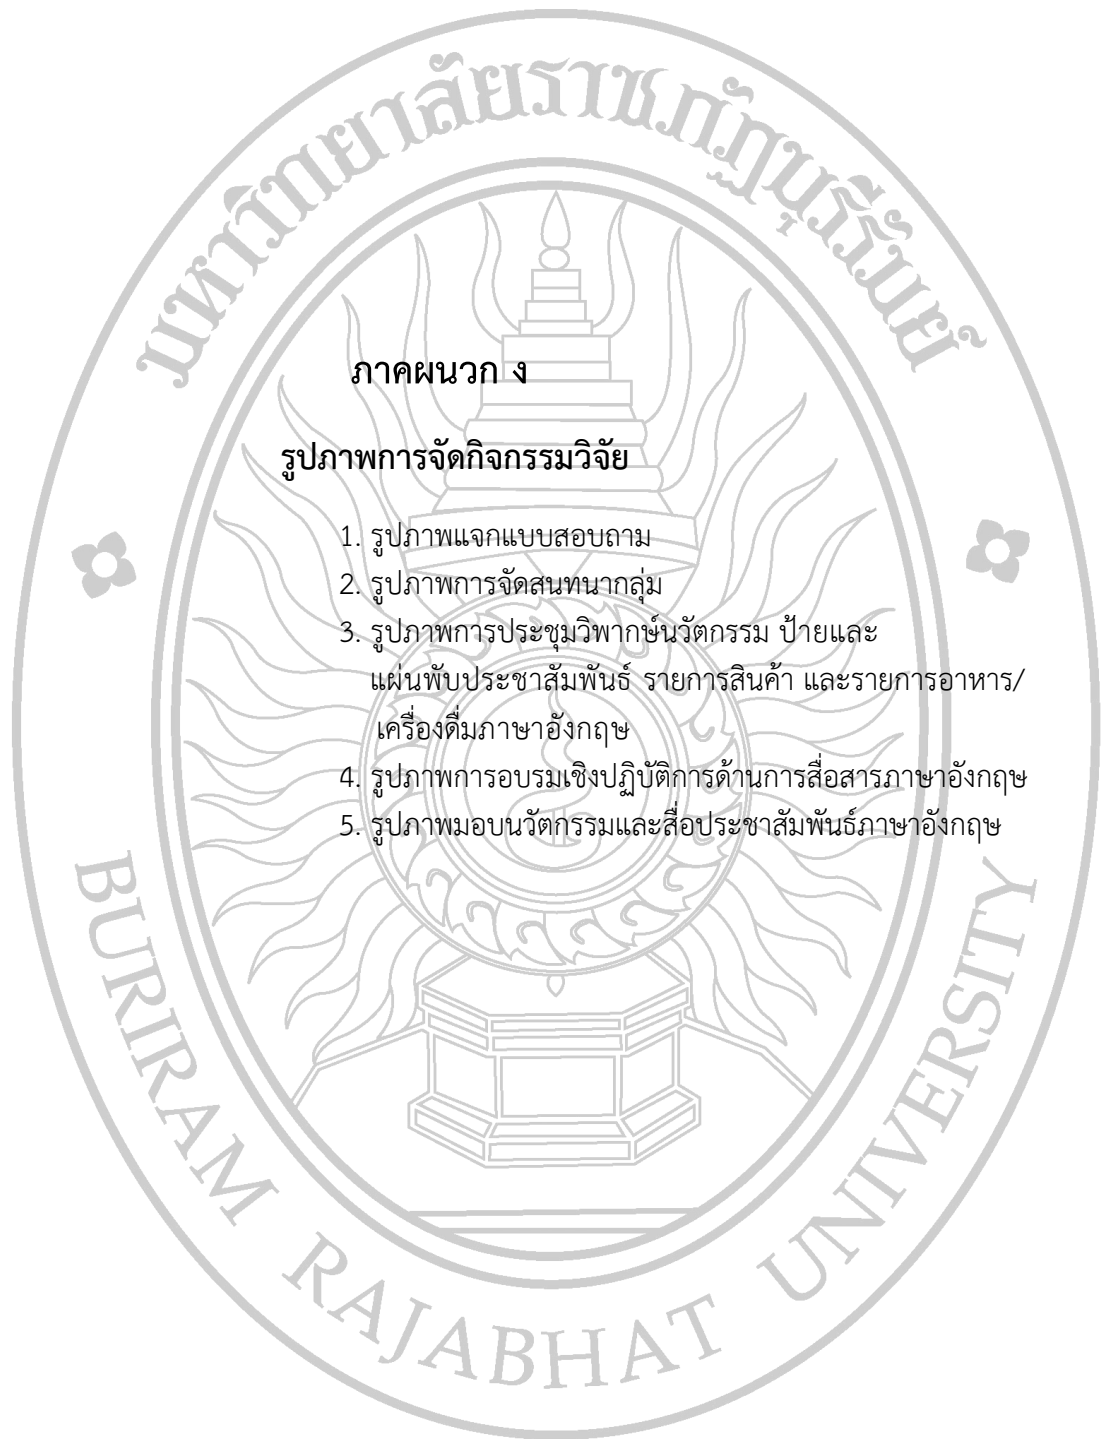 มหาวิทยาลัยราชภัฏบุรีรัมย์
ภาคผนวก ง
รูปภาพการจัดกิจกรรมวิจัย
1. รูปภาพแจกแบบสอบถาม
2. รูปภาพการจัดสนทนากลุ่ม
3. รูปภาพการประชุมวิพากษ์นวัตกรรม ป้ายและ
แผ่นพับประชาสัมพันธ์ รายการสินค้า และรายการอาหาร/
เครื่องดื่มภาษาอังกฤษ
4. รูปภาพการอบรมเชิงปฏิบัติการด้านการสื่อสารภาษาอังกฤษ
5. รูปภาพมอบนวัตกรรมและสื่อประชาสัมพันธ์ภาษาอังกฤษ
BURIRAM RAJABHAT UNIVERSITY